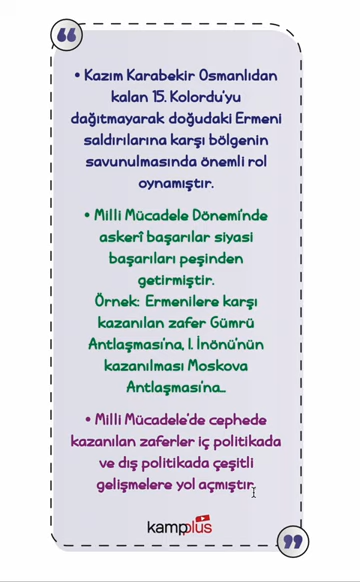 • Kazım Karabekir Osmanlıdan
kalan 15. Kolordu'yu
dağıtmayarak doğudaki Ermeni
saldırılarına karşı bölgenin
savunulmasında önemli rol
oynamıştır.
• Milli Mücadele Dönemi'nde
askerî başarılar siyasi
başarıları peşinden
getirmiştir.
Örnek: Ermenilere karşı
kazanılan zafer Gümrü
Antlaşması'na, I. İnönü'nün
kazanılması Moskova
Antlaşması'na...
• Milli Mücadele'de cephede
kazanılan zaferler iç politikada
ve dış politikada çeşitli
gelişmelere yol açmıştır.
kampplus